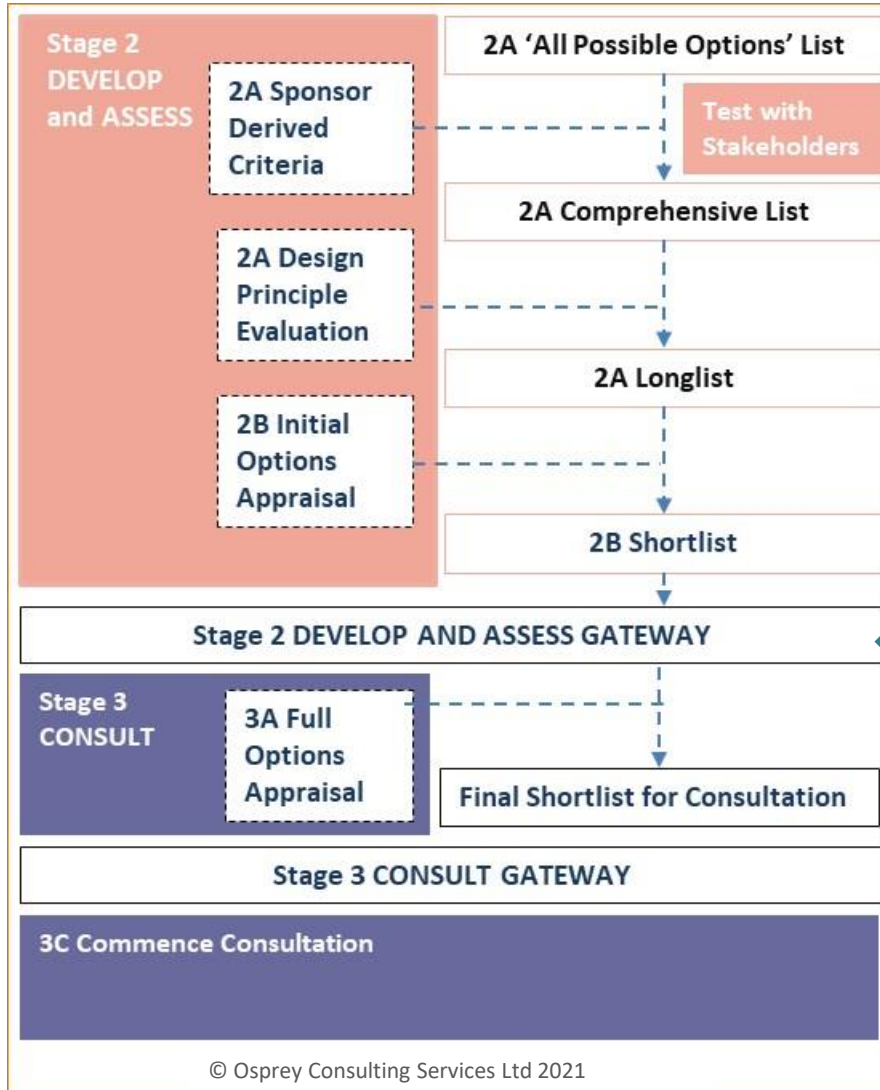 Stage 2
DEVELOP
and ASSESS
2A ‘All Possible Options’ List
2A Sponsor
Derived
Criteria
Test with
Stakeholders
2A Comprehensive List
2A Design
Principle
Evaluation
2A Longlist
2B Initial
Options
Appraisal
2B Shortlist
Stage 2 DEVELOP AND ASSESS GATEWAY
Stage 3
CONSULT
3A Full
Options
Appraisal
Final Shortlist for Consultation
Stage 3 CONSULT GATEWAY
3C Commence Consultation
© Osprey Consulting Services Ltd 2021